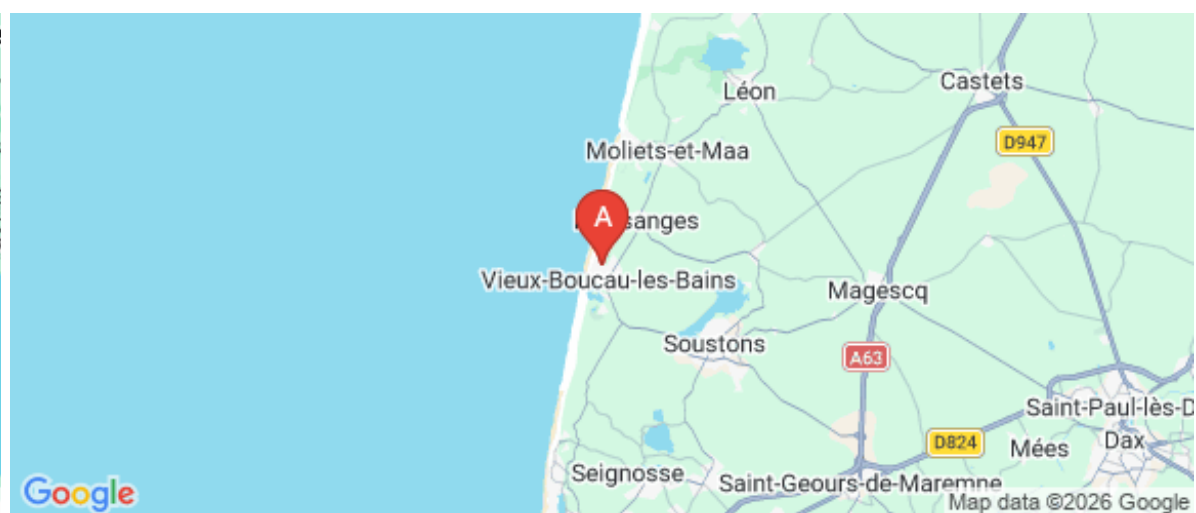 Castets
Léon
D947
Moliets-et-Maa
A
sanges
Vieux-Boucau-les-Bains
Magescq
Soustons
A63
Saint-Paul-lès-D
Dax
D824
Mées
Seignosse
Saint-Geours-de-Maremne
Google
Map data ©2026 Google